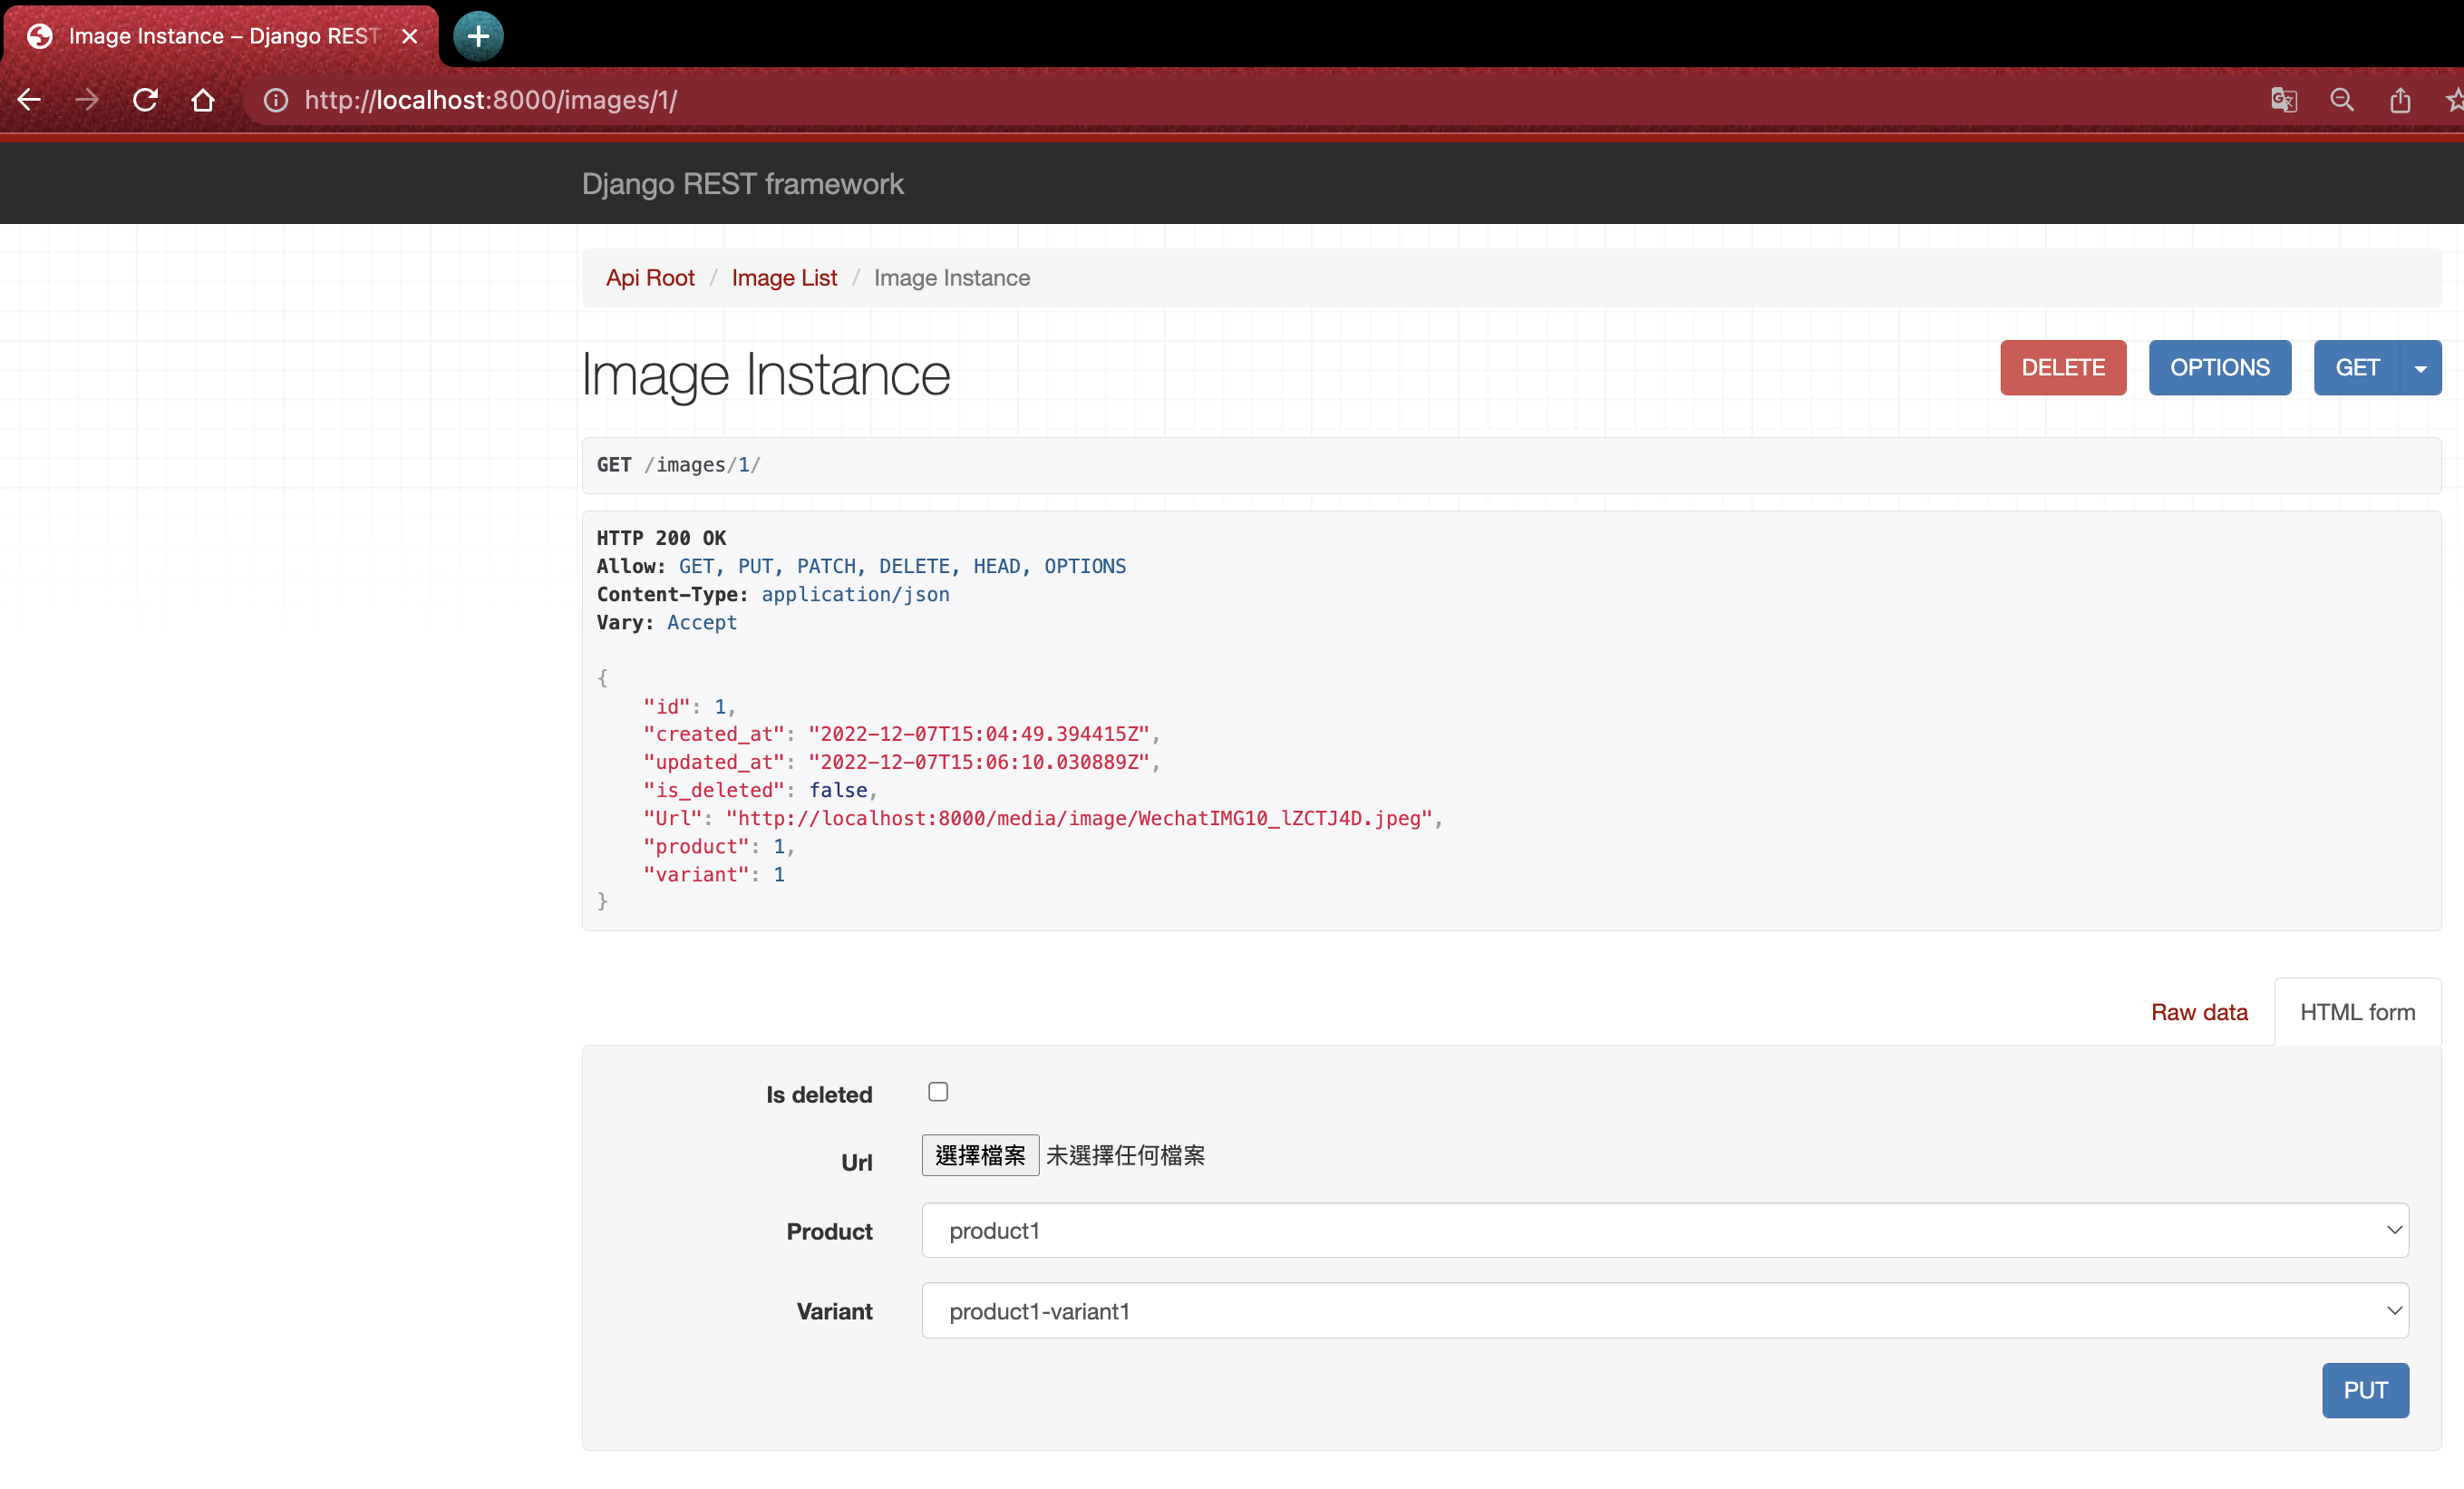 Image Instance – Django REST
http://localhost:8000/images/1/
Django REST framework
Api Root / Image List / Image Instance
Image Instance
DELETE
OPTIONS
GET
GET /images/1/
HTTP 200 OK
Allow: GET, PUT, PATCH, DELETE, HEAD, OPTIONS
Content-Type: application/json
Vary: Accept
{
"id": 1,
"created_at": "2022-12-07T15:04:49.394415Z",
"updated_at": "2022-12-07T15:06:10.030889Z",
"is_deleted": false,
"Url": "http://localhost:8000/media/image/WechatIMG10_lZCTJ4D.jpeg",
"product": 1,
"variant": 1
}
Raw data
HTML form
Is deleted
Url 選擇檔案 未選擇任何檔案
Product product1
Variant product1-variant1
PUT